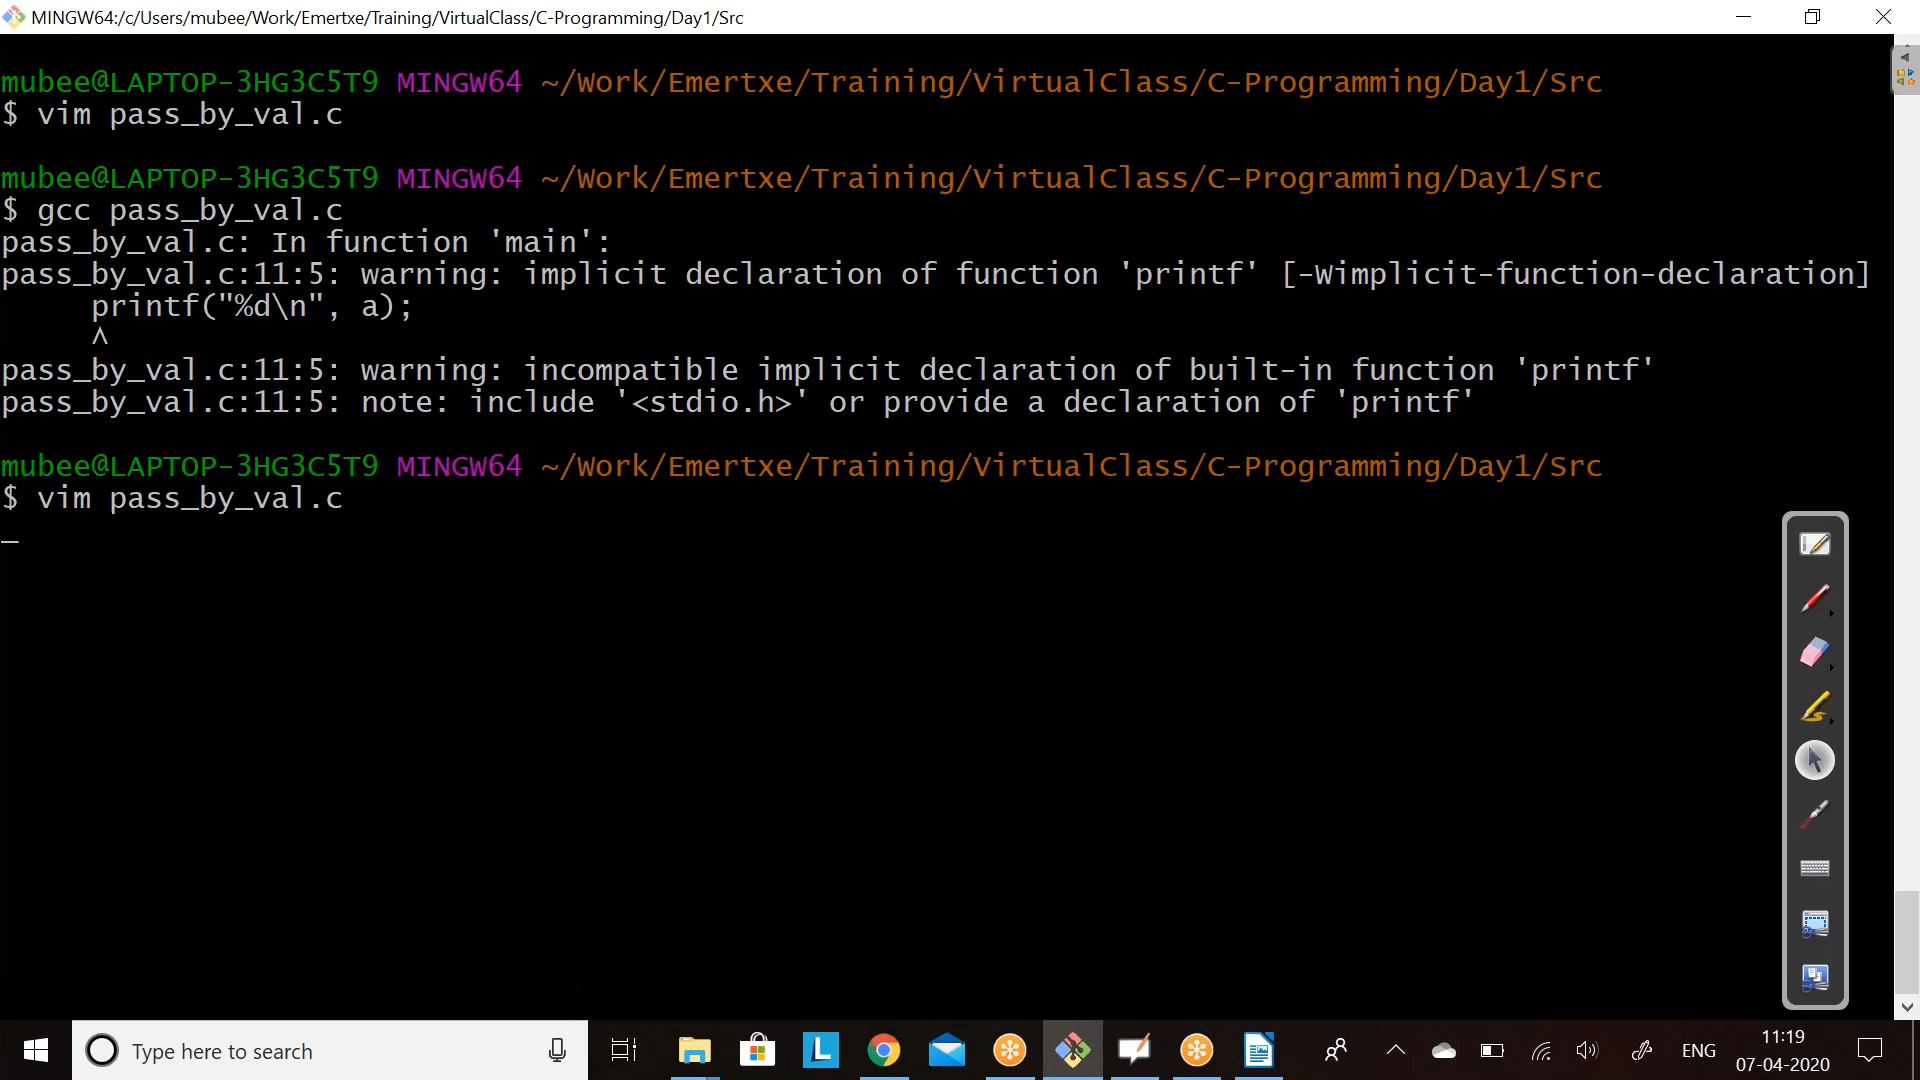 MINGW64:/c/Users/mubee/Work/Emertxe/Training/VirtualClass/C-Programming/Day1/Src
mubee@LAPTOP-3HG3C5T9 MINGW64 ~/Work/Emertxe/Training/VirtualClass/C-Programming/Day1/Src
$ vim pass_by_val.c
mubee@LAPTOP-3HG3C5T9 MINGW64 ~/Work/Emertxe/Training/VirtualClass/C-Programming/Day1/Src
$ gcc pass_by_val.c
pass_by_val.c: In function 'main':
pass_by_val.c:11:5: warning: implicit declaration of function 'printf' [-Wimplicit-function-declaration]
     printf("%d\n", a);
     ^
pass_by_val.c:11:5: warning: incompatible implicit declaration of built-in function 'printf'
pass_by_val.c:11:5: note: include '<stdio.h>' or provide a declaration of 'printf'
mubee@LAPTOP-3HG3C5T9 MINGW64 ~/Work/Emertxe/Training/VirtualClass/C-Programming/Day1/Src
$ vim pass_by_val.c
Type here to search
L
ENG
11:19
07-04-2020